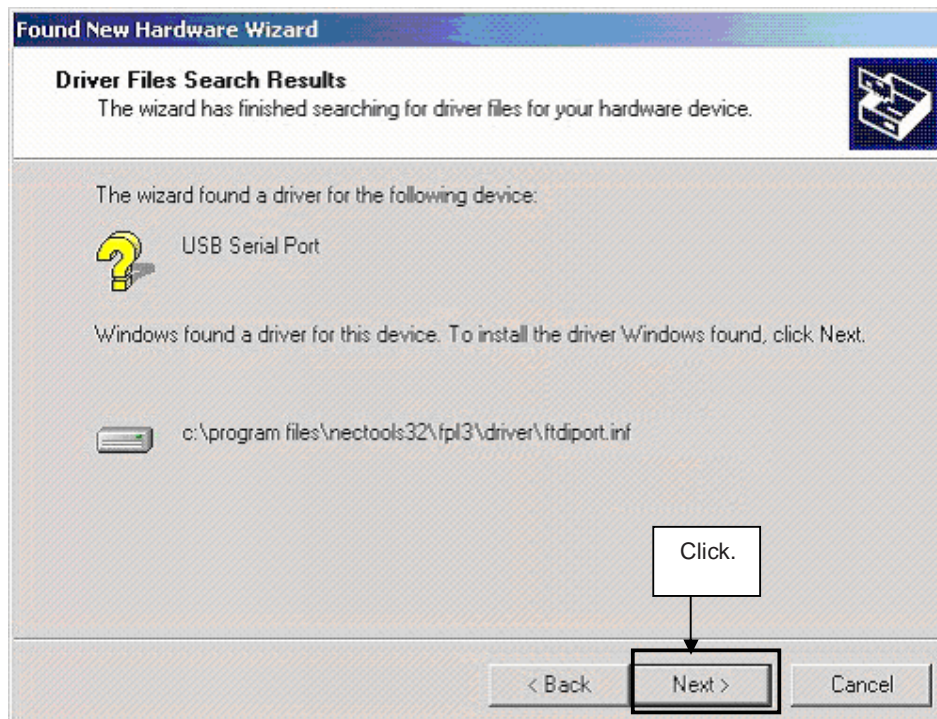 Found New Hardware Wizard
Driver Files Search Results
The wizard has finished searching for driver files for your hardware device.
The wizard found a driver for the following device:
USB Serial Port
Windows found a driver for this device. To install the driver Windows found, click Next.
c:\program files\nectools32\fpl3\driver\ftdiport.inf
Click.
< Back
Next >
Cancel